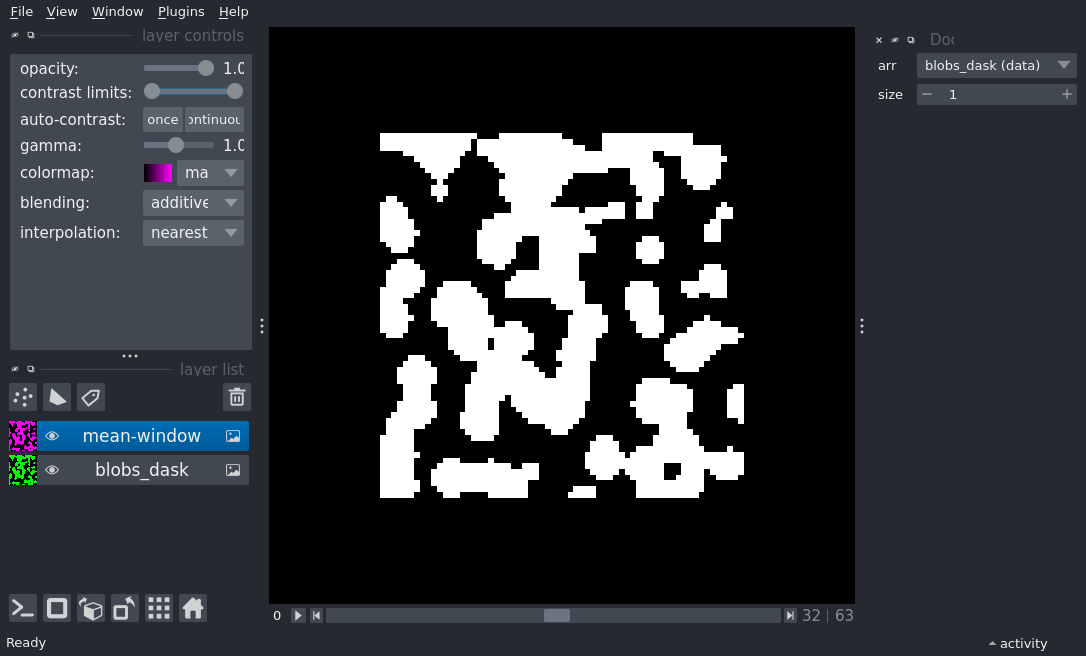 File View Window Plugins Help
layer controls
opacity: 1.0
contrast limits:
auto-contrast: once ontinuou
gamma: 1.0
colormap: ma
blending: additive
interpolation: nearest
layer list
mean-window
blobs_dask
0 32 | 63
Ready
Doc
arr blobs_dask (data)
size 1
activity